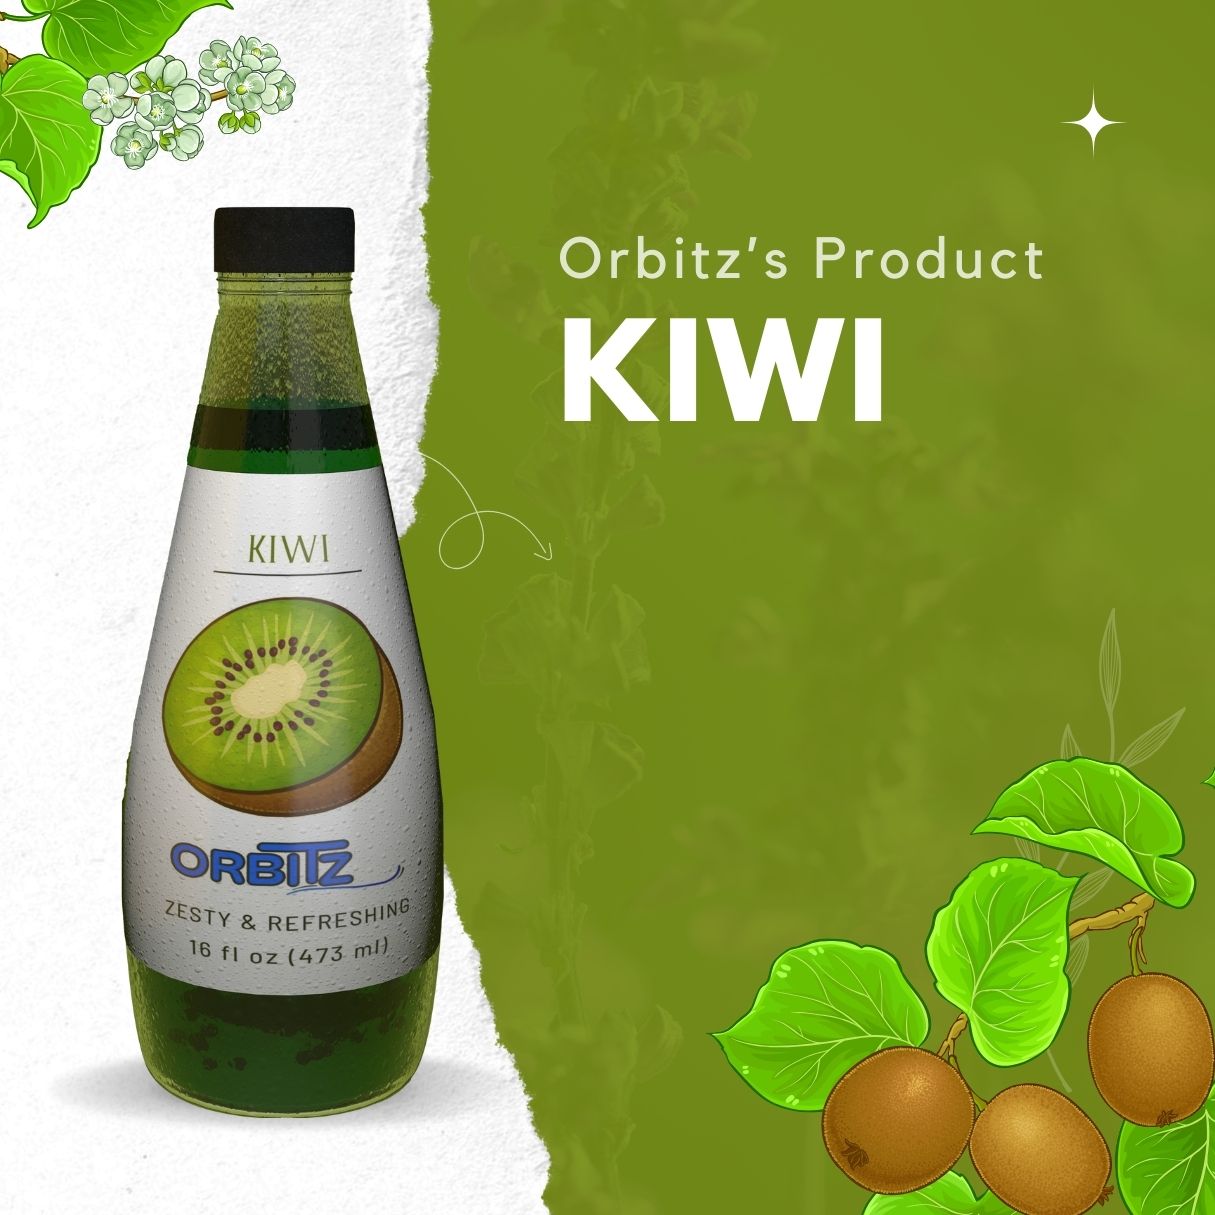 Orbitz's Product
KIWI
KIWI
ORBITZ
ZESTY & REFRESHING
16 fl oz (473 ml)